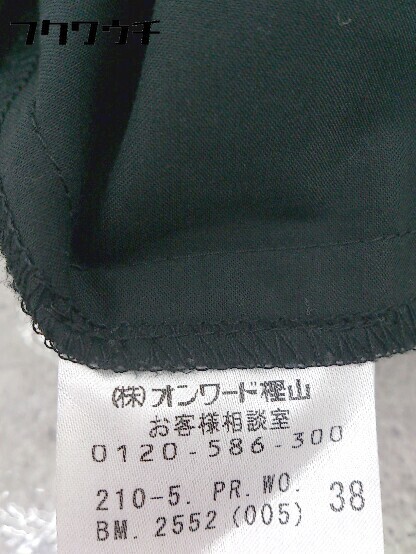 フクウウチ
(株)オンワード樫山
お客様相談室
0120-586-300
210-5. PR. WO.
BM. 2552 (005) 38